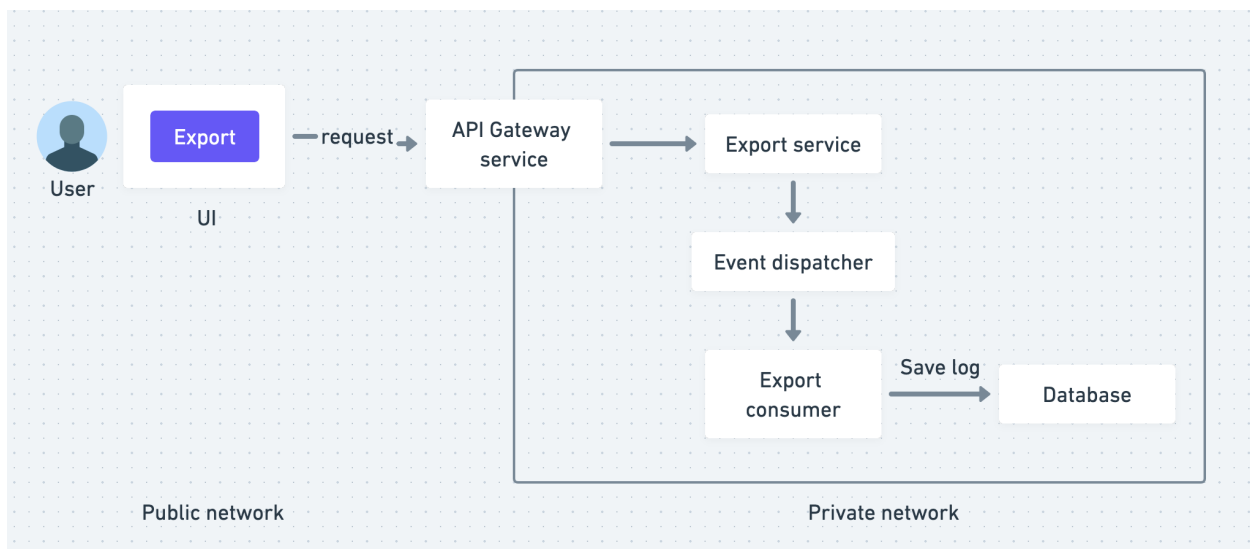 User
Export
UI
request
API Gateway
service
Export service
Event dispatcher
Export
consumer
Save log
Database
Public network
Private network